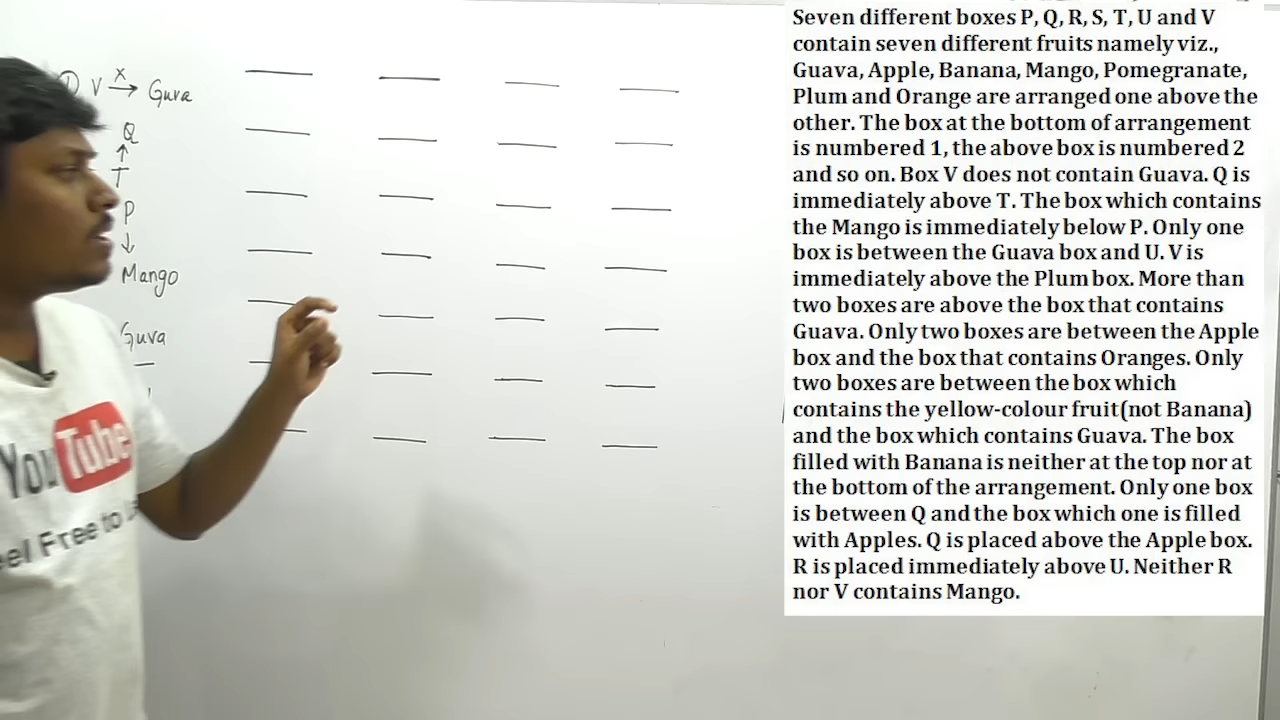 ① V x→ Guva
Q
↑
T
P
↓
Mango
Guva
—
YouTube
Feel Free to
Seven different boxes P, Q, R, S, T, U and V
contain seven different fruits namely viz.,
Guava, Apple, Banana, Mango, Pomegranate,
Plum and Orange are arranged one above the
other. The box at the bottom of arrangement
is numbered 1, the above box is numbered 2
and so on. Box V does not contain Guava. Q is
immediately above T. The box which contains
the Mango is immediately below P. Only one
box is between the Guava box and U. V is
immediately above the Plum box. More than
two boxes are above the box that contains
Guava. Only two boxes are between the Apple
box and the box that contains Oranges. Only
two boxes are between the box which
contains the yellow-colour fruit(not Banana)
and the box which contains Guava. The box
filled with Banana is neither at the top nor at
the bottom of the arrangement. Only one box
is between Q and the box which one is filled
with Apples. Q is placed above the Apple box.
R is placed immediately above U. Neither R
nor V contains Mango.